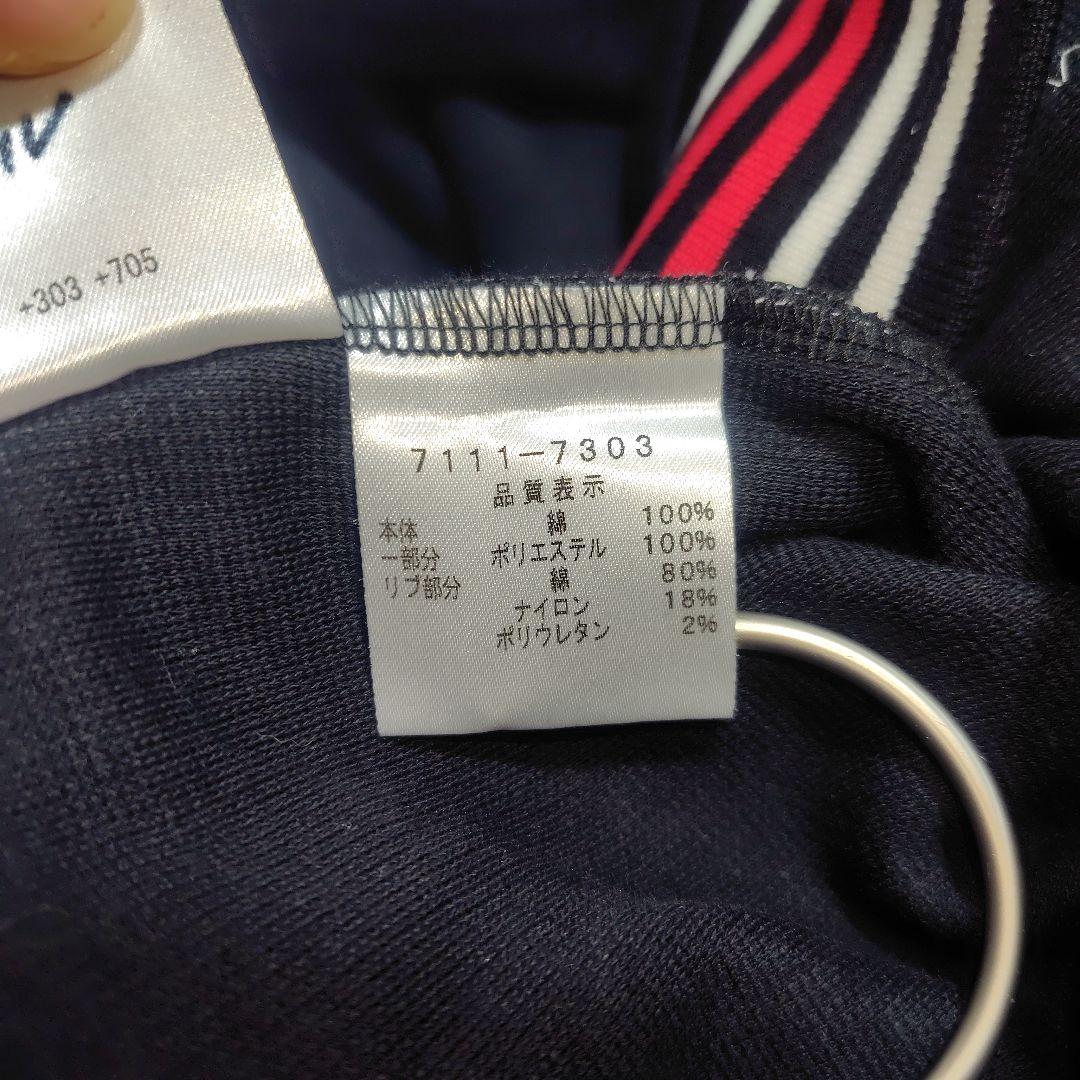 +303 +705
7111-7303
品質表示
本体 綿 100%
一部分 ポリエステル 100%
リブ部分 綿 80%
ナイロン 18%
ポリウレタン 2%